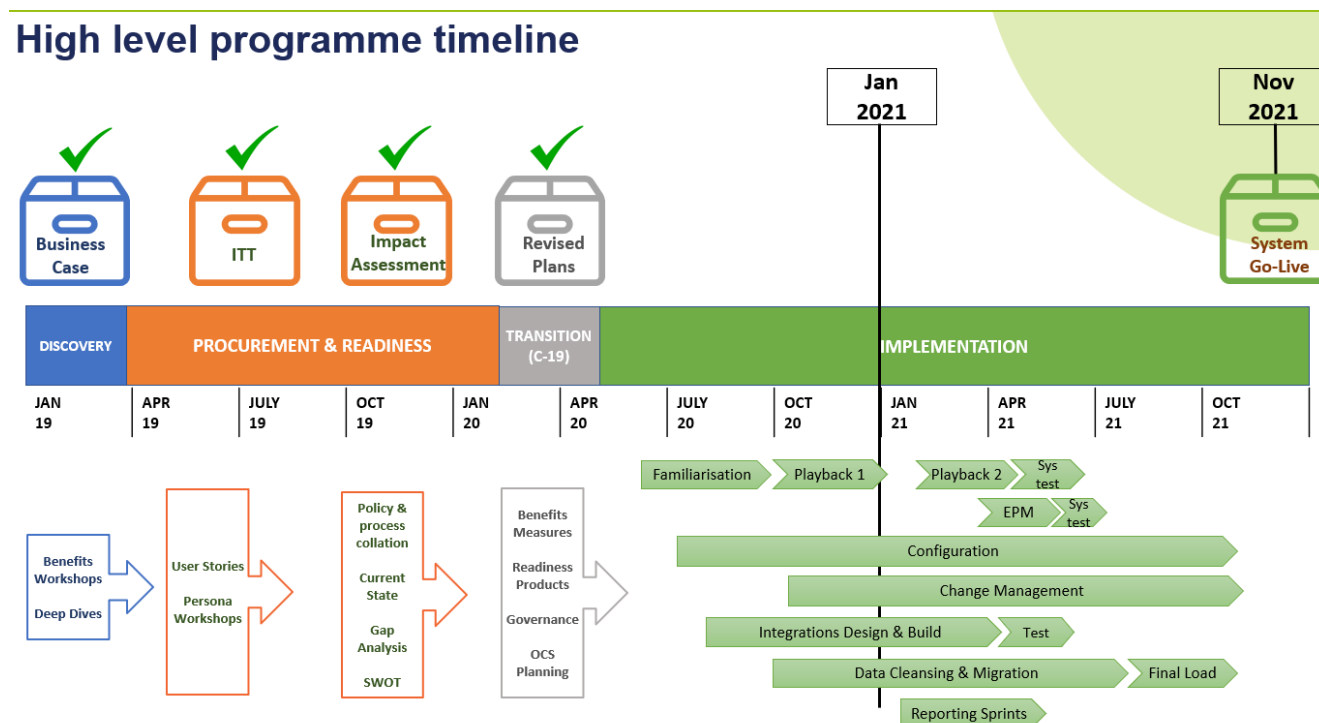 High level programme timeline
Jan
2021
Nov
2021
Business
Case
ITT
Impact
Assessment
Revised
Plans
System
Go-Live
DISCOVERY
PROCUREMENT & READINESS
TRANSITION
(C-19)
IMPLEMENTATION
JAN
19
APR
19
JULY
19
OCT
19
JAN
20
APR
20
JULY
20
OCT
20
JAN
21
APR
21
JULY
21
OCT
21
Benefits
Workshops
Deep Dives
User Stories
Persona
Workshops
Policy &
process
collation
Current
State
Gap
Analysis
SWOT
Benefits
Measures
Readiness
Products
Governance
OCS
Planning
Familiarisation
Playback 1
Playback 2
Sys
test
EPM
Sys
test
Configuration
Change Management
Integrations Design & Build
Test
Data Cleansing & Migration
Final Load
Reporting Sprints